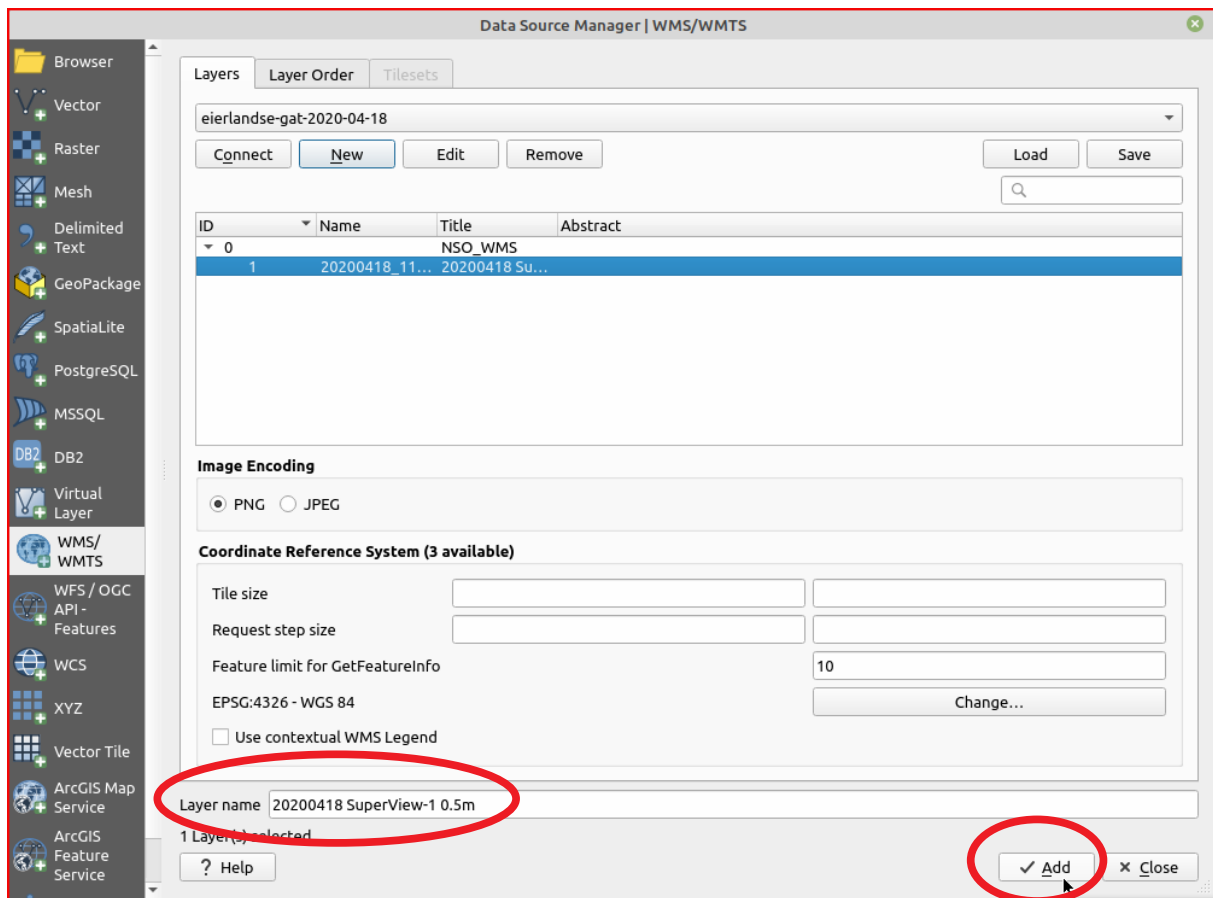 Data Source Manager | WMS/WMTS
Browser
Vector
Raster
Mesh
Delimited
Text
GeoPackage
SpatiaLite
PostgreSQL
MSSQL
DB2
DB2
Virtual
Layer
WMS/
WMTS
WFS / OGC
API -
Features
WCS
XYZ
Vector Tile
ArcGIS Map
Service
ArcGIS
Feature
Service
Layers Layer Order Tilesets
eierlandse-gat-2020-04-18
Connect New Edit Remove Load Save
ID Name Title Abstract
0 NSO_WMS
1 20200418_11... 20200418 Su...
Image Encoding
PNG JPEG
Coordinate Reference System (3 available)
Tile size
Request step size
Feature limit for GetFeatureInfo 10
EPSG:4326 - WGS 84 Change...
Use contextual WMS Legend
Layer name 20200418 SuperView-1 0.5m
1 Layer(s) selected
? Help Add Close